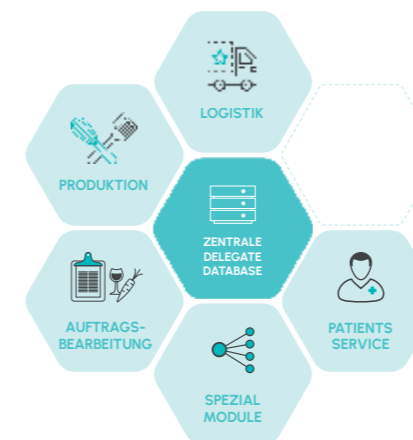 LOGISTIK
PRODUKTION
ZENTRALE
DELEGATE
DATABASE
AUFTRAGS-
BEARBEITUNG
PATIENTS
SERVICE
SPEZIAL
MODULE